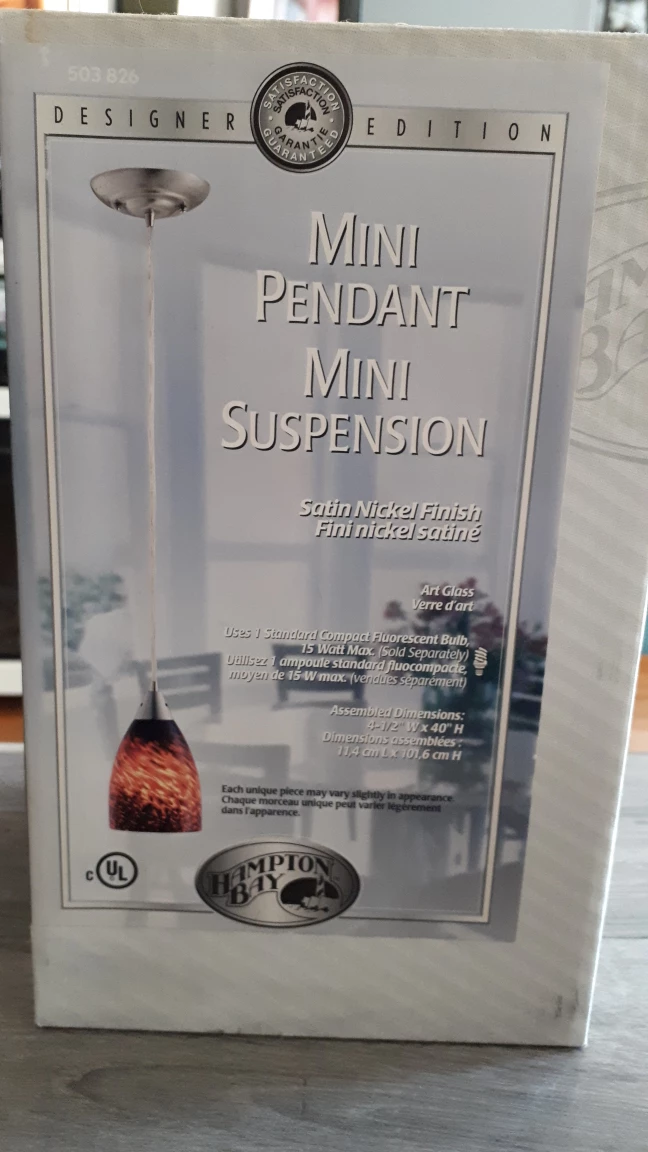 503 826
DESIGNER EDITION
SATISFACTION
SATISFACTION
GARANTIE
GUARANTEED
MINI
PENDANT
MINI
SUSPENSION
Satin Nickel Finish
Fini nickel satiné
Art Glass
Verre d'art
Uses 1 Standard Compact Fluorescent Bulb,
15 Watt Max. (Sold Separately)
Utilisez 1 ampoule standard fluocompacte,
moyen de 15 W max. (vendues séparément)
Assembled Dimensions:
4-1/2" W x 40" H
Dimensions assemblées :
11,4 cm L x 101,6 cm H
Each unique piece may vary slightly in appearance
Chaque morceau unique peut varier légèrement
dans l'apparence.
C UL
HAMPTON
BAY